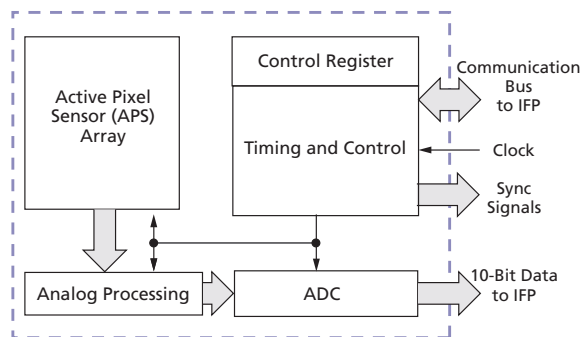 Active Pixel
Sensor (APS)
Array
Control Register
Timing and Control
Communication
Bus
to IFP
Clock
Sync
Signals
Analog Processing
ADC
10-Bit Data
to IFP